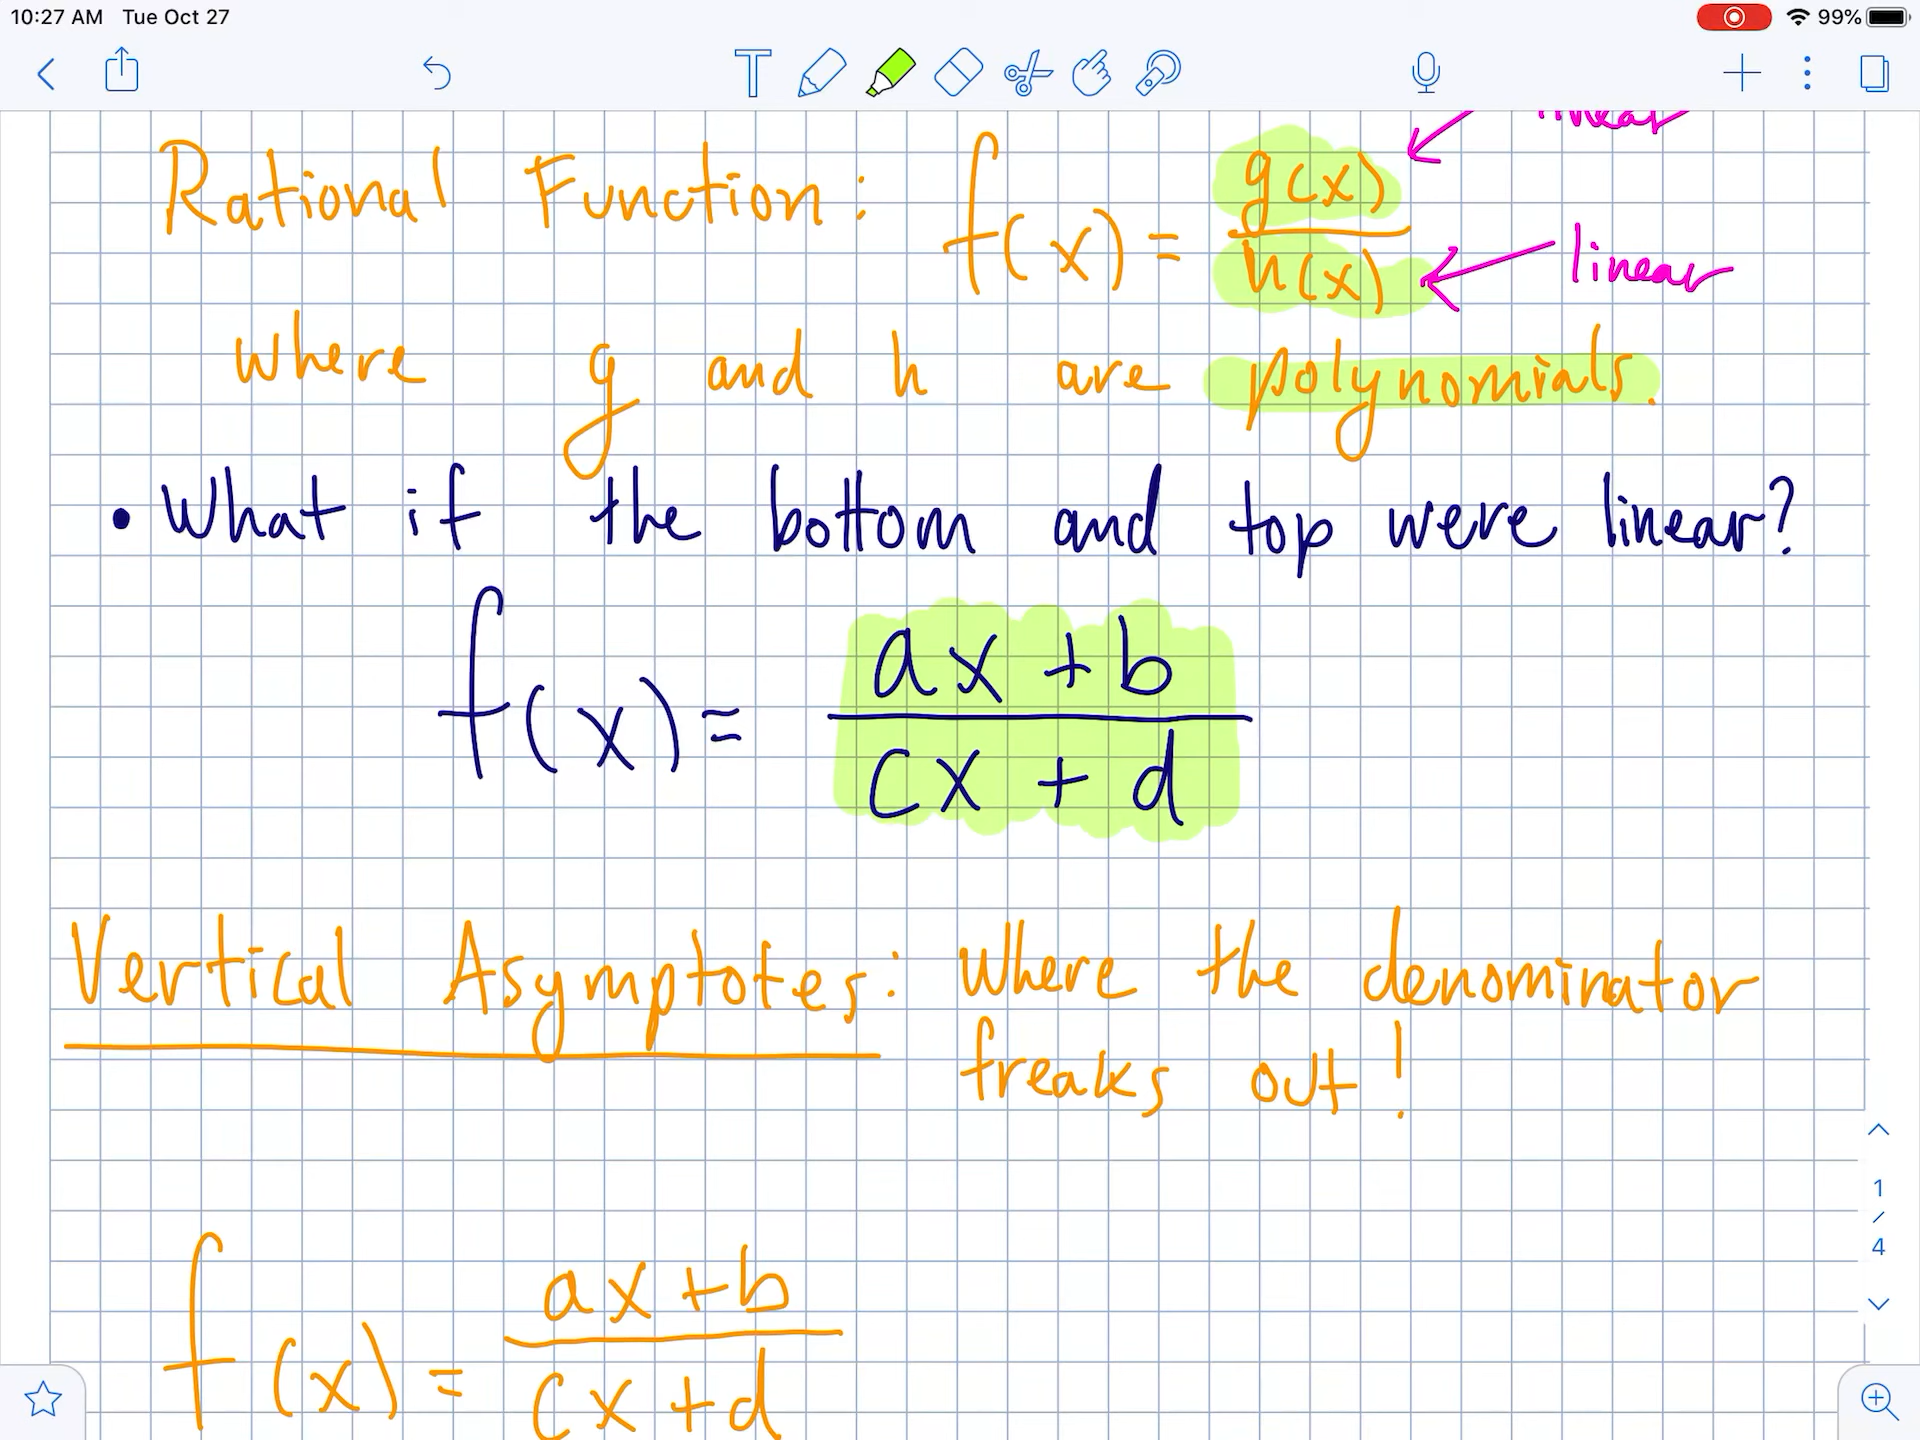 10:27 AM Tue Oct 27
99%
linear
Rational Function: f(x) = g(x)/h(x)
linear
where g and h are polynomials.
• What if the bottom and top were linear?
f(x) = ax + b / cx + d
Vertical Asymptotes: Where the denominator
freaks out!
1
/
4
f(x) = ax + b / cx + d